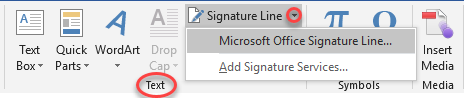 Signature Line
Microsoft Office Signature Line...
Add Signature Services...
Text
Box
Quick
Parts
WordArt
Drop
Cap
Insert
Media
Text
Symbols
Media